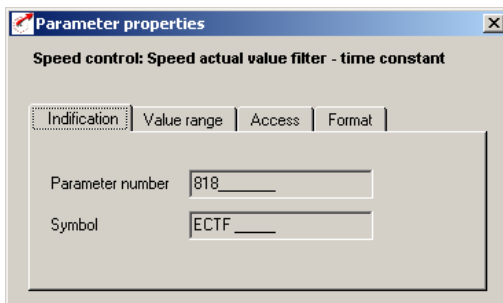 Parameter properties
Speed control: Speed actual value filter - time constant
Indification Value range Access Format
Parameter number 818______
Symbol ECTF _____